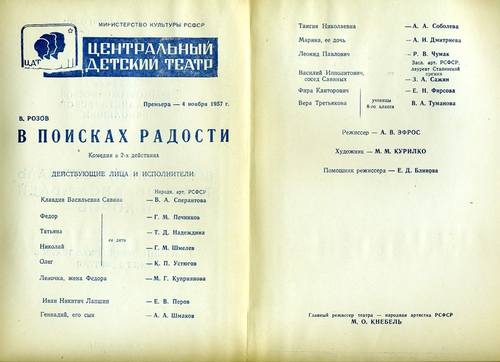 МИНИСТЕРСТВО КУЛЬТУРЫ РСФСР
ЦДТ
ЦЕНТРАЛЬНЫЙ
ДЕТСКИЙ ТЕАТР
Премьера — 4 ноября 1957 г.
В. РОЗОВ
В ПОИСКАХ РАДОСТИ
Комедия в 2-х действиях
ДЕЙСТВУЮЩИЕ ЛИЦА И ИСПОЛНИТЕЛИ:
Народн. арт. РСФСР
Клавдия Васильевна Савина — В. А. Сперантова
Федор — Г. М. Печников
Татьяна — Т. Д. Надеждина
Николай — Г. М. Шмелев
Олег — К. П. Устюгов
ее дети
Леночка, жена Федора — М. Г. Куприянова
Иван Никитич Лапшин — Е. В. Перов
Геннадий, его сын — А. А. Шмаков
Таисия Николаевна — А. А. Соболева
Марина, ее дочь — А. И. Дмитриева
Леонид Павлович — Р. В. Чумак
Засл. арт. РСФСР,
лауреат Сталинской
премии
Василий Ипполитович,
сосед Савиных — З. А. Сажин
Фира Канторович — Е. Н. Фирсова
Вера Третьякова — В. А. Туманова
ученицы
8-го класса
Режиссер — А. В. ЭФРОС
Художник — М. М. КУРИЛКО
Помощник режиссера — Е. Д. Блинова
Главный режиссер театра — народная артистка РСФСР
М. О. КНЕБЕЛЬ